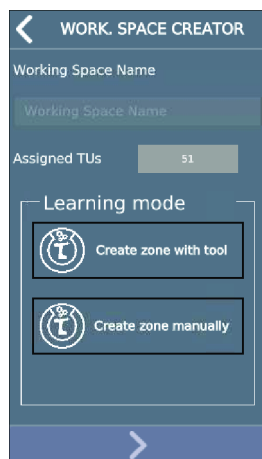 WORK. SPACE CREATOR
Working Space Name
Working Space Name
Assigned TUs 51
Learning mode
Create zone with tool
Create zone manually